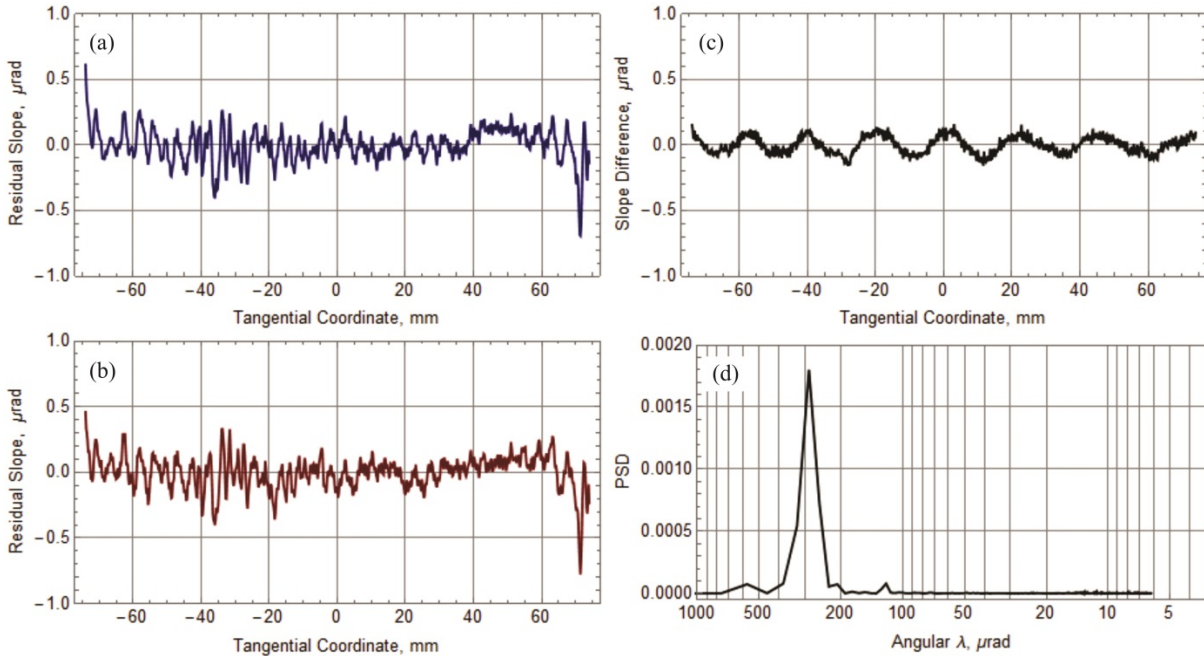 (a)
1.0
0.5
0.0
−0.5
−1.0
Residual Slope, μrad
−60 −40 −20 0 20 40 60
Tangential Coordinate, mm
(c)
1.0
0.5
0.0
−0.5
−1.0
Slope Difference, μrad
−60 −40 −20 0 20 40 60
Tangential Coordinate, mm
(b)
1.0
0.5
0.0
−0.5
−1.0
Residual Slope, μrad
−60 −40 −20 0 20 40 60
Tangential Coordinate, mm
(d)
0.0020
0.0015
0.0010
0.0005
0.0000
PSD
1000 500 200 100 50 20 10 5
Angular λ, μrad